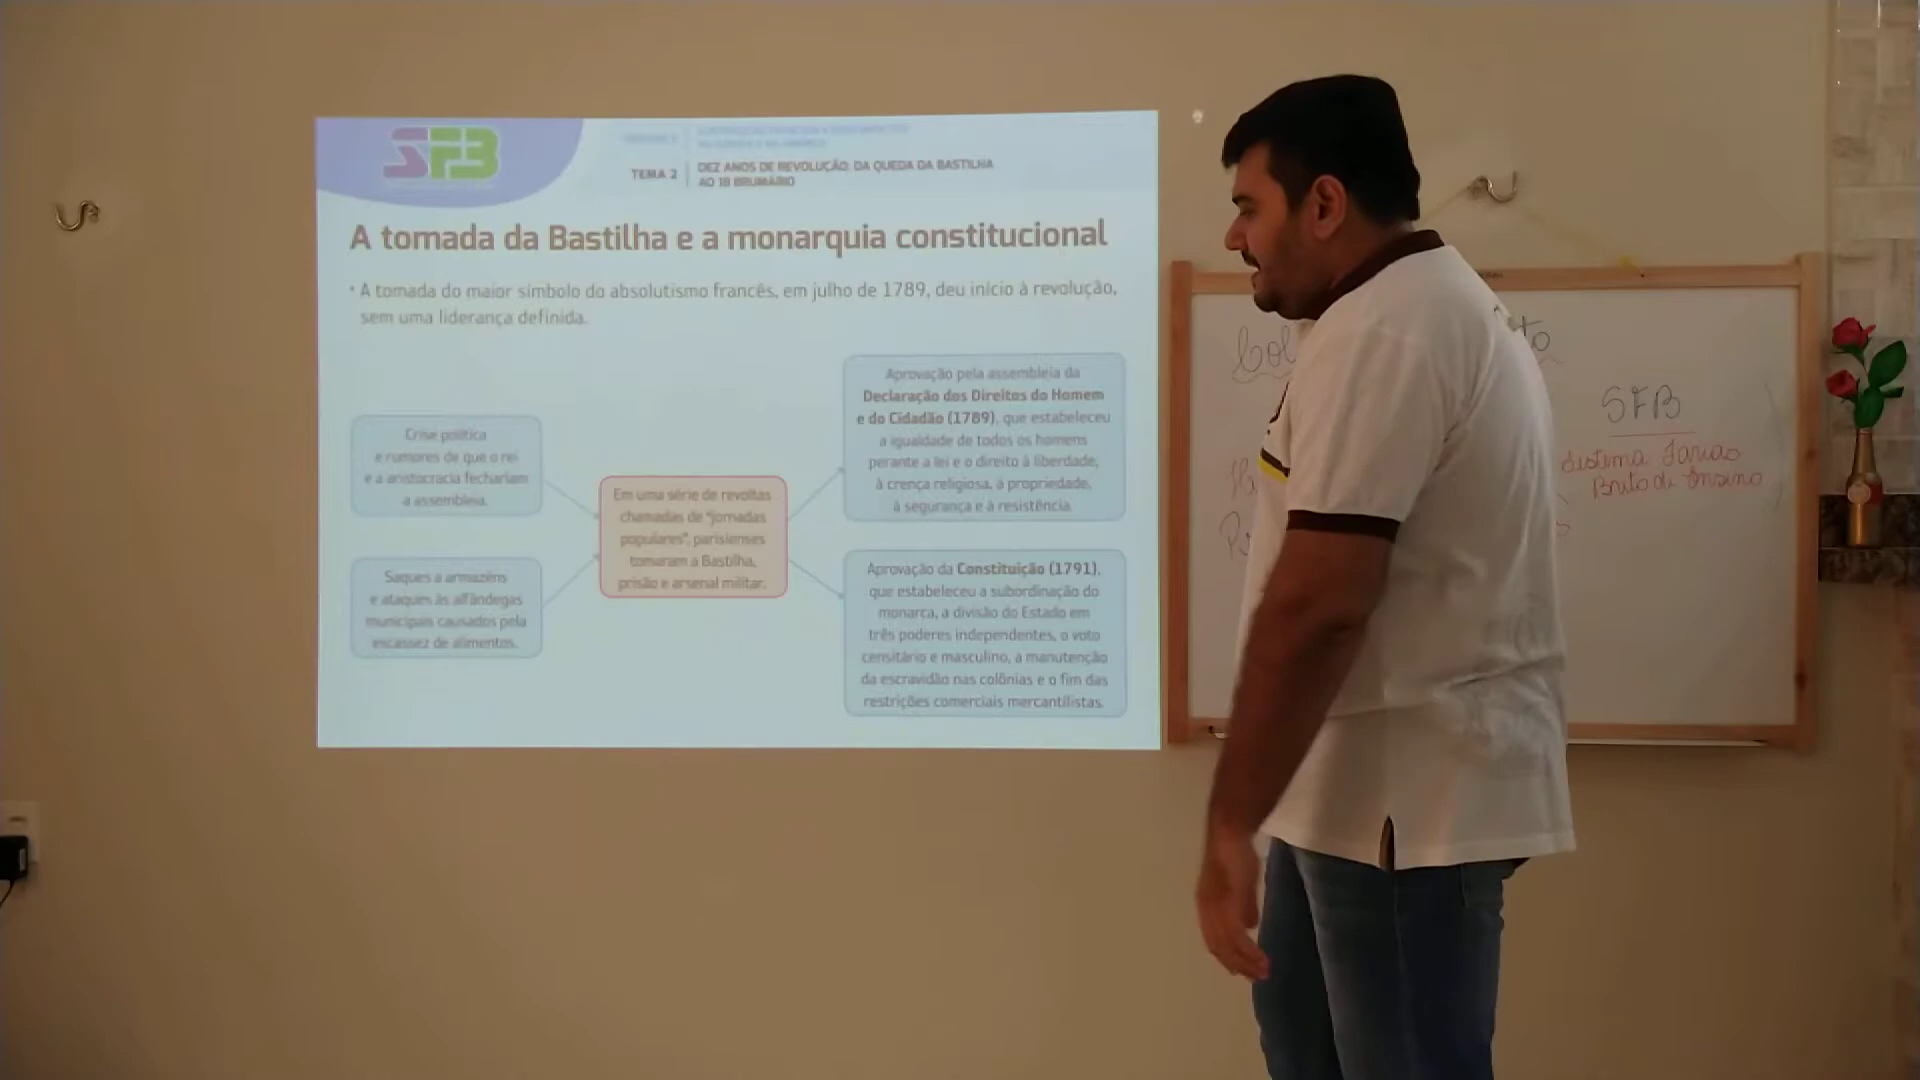 SFB
TEMA 2
DEZ ANOS DE REVOLUÇÃO: DA QUEDA DA BASTILHA
AO 18 BRUMÁRIO
A tomada da Bastilha e a monarquia constitucional
• A tomada do maior símbolo do absolutismo francês, em julho de 1789, deu início à revolução,
sem uma liderança definida.
Crise política
e rumores de que o rei
e a aristocracia fechariam
a assembleia.
Saques a armazéns
e ataques às alfândegas
municipais causados pela
escassez de alimentos.
Em uma série de revoltas
chamadas de "jornadas
populares", parisienses
tomaram a Bastilha,
prisão e arsenal militar.
Aprovação pela assembleia da
Declaração dos Direitos do Homem
e do Cidadão (1789), que estabeleceu
a igualdade de todos os homens
perante a lei e o direito à liberdade,
à crença religiosa, à propriedade,
à segurança e à resistência.
Aprovação da Constituição (1791),
que estabeleceu a subordinação do
monarca, a divisão do Estado em
três poderes independentes, o voto
censitário e masculino, a manutenção
da escravidão nas colônias e o fim das
restrições comerciais mercantilistas.
SFB
Sistema Farias
Brito de Ensino